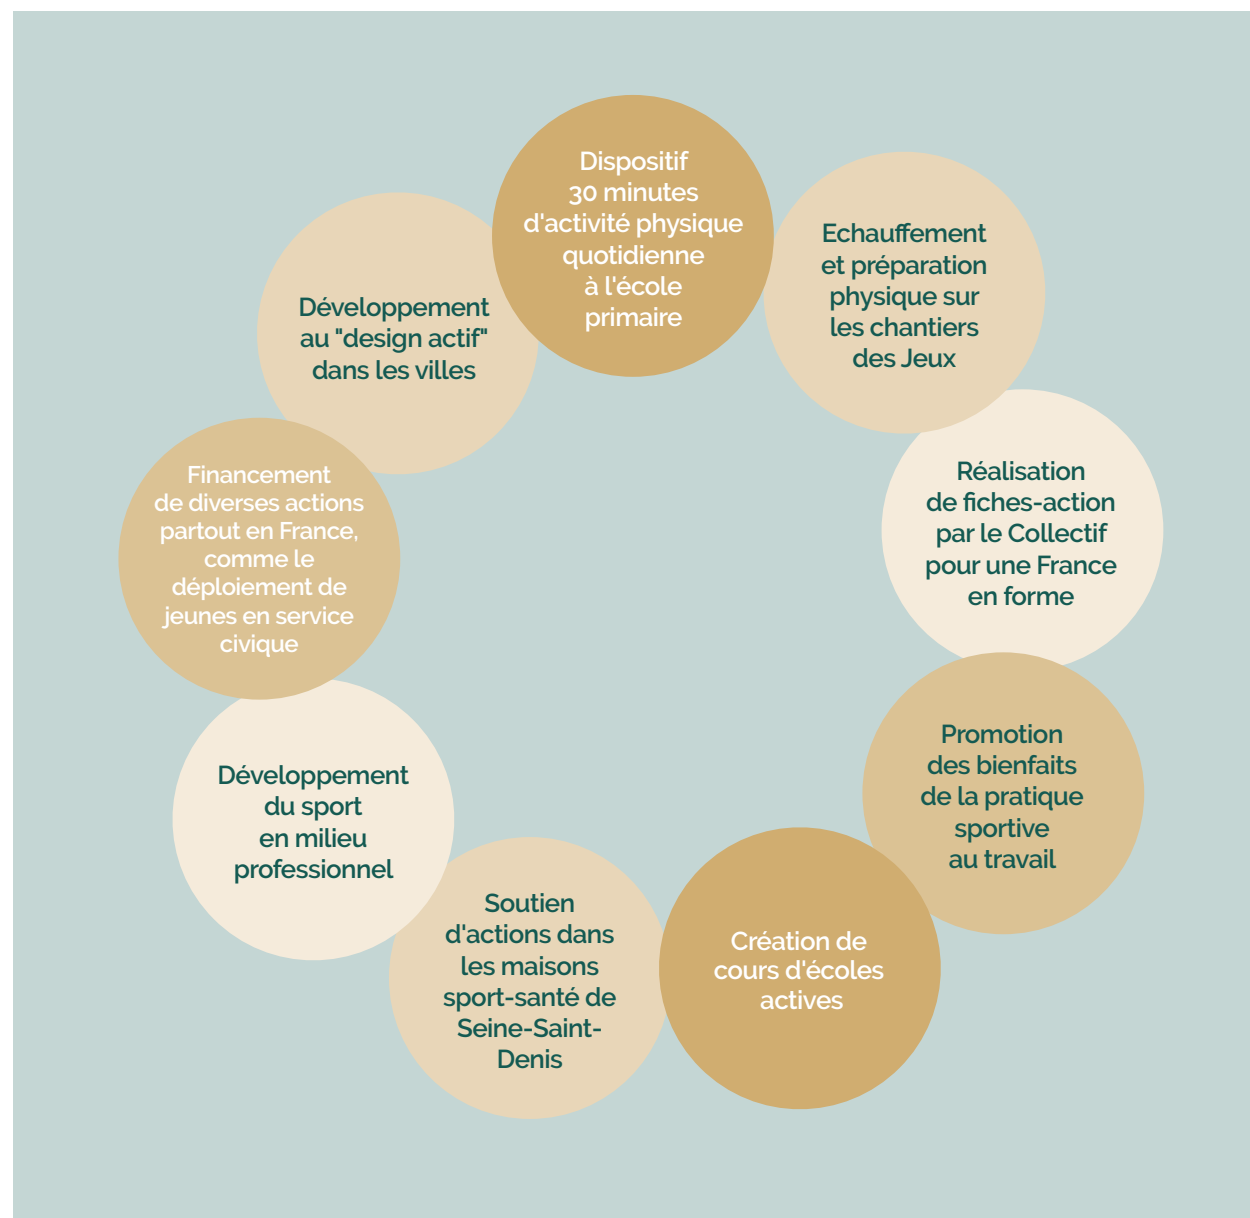 Dispositif
30 minutes
d'activité physique
quotidienne
à l'école
primaire
Echauffement
et préparation
physique sur
les chantiers
des Jeux
Réalisation
de fiches-action
par le Collectif
pour une France
en forme
Promotion
des bienfaits
de la pratique
sportive
au travail
Création de
cours d'écoles
actives
Soutien
d'actions dans
les maisons
sport-santé de
Seine-Saint-
Denis
Développement
du sport
en milieu
professionnel
Financement
de diverses actions
partout en France,
comme le
déploiement de
jeunes en service
civique
Développement
au "design actif"
dans les villes